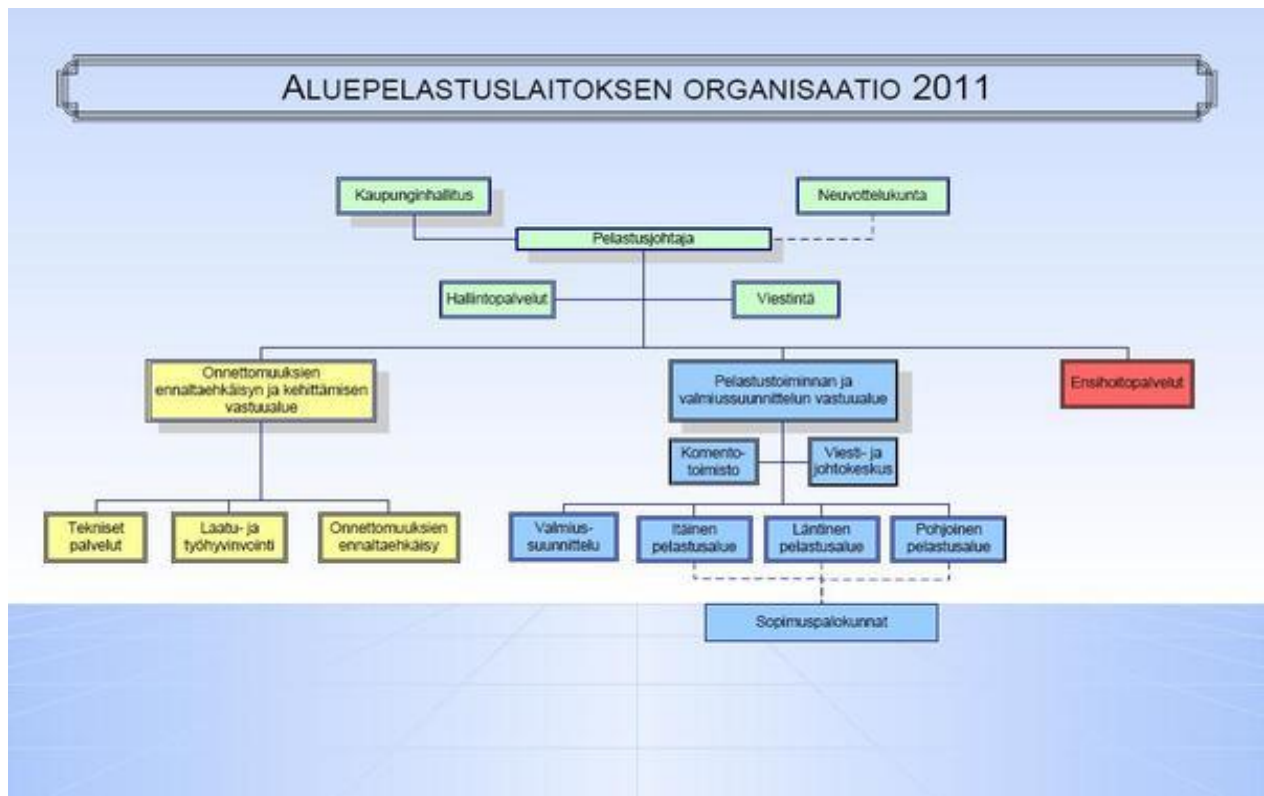 ALUEPELASTUSLAITOKSEN ORGANISAATIO 2011
Kaupunginhallitus
Neuvottelukunta
Pelastusjohtaja
Hallintopalvelut
Viestintä
Onnettomuuksien
ennaltaehkäisyn ja kehittämisen
vastuualue
Pelastustoiminnan ja
valmiussuunnittelun vastuualue
Ensihoitopalvelut
Komento-
toimisto
Viesti- ja
johtokeskus
Tekniset
palvelut
Laatu- ja
työhyvinvointi
Onnettomuuksien
ennaltaehkäisy
Valmius-
suunnittelu
Itäinen
pelastusalue
Läntinen
pelastusalue
Pohjoinen
pelastusalue
Sopimuspalokunnat